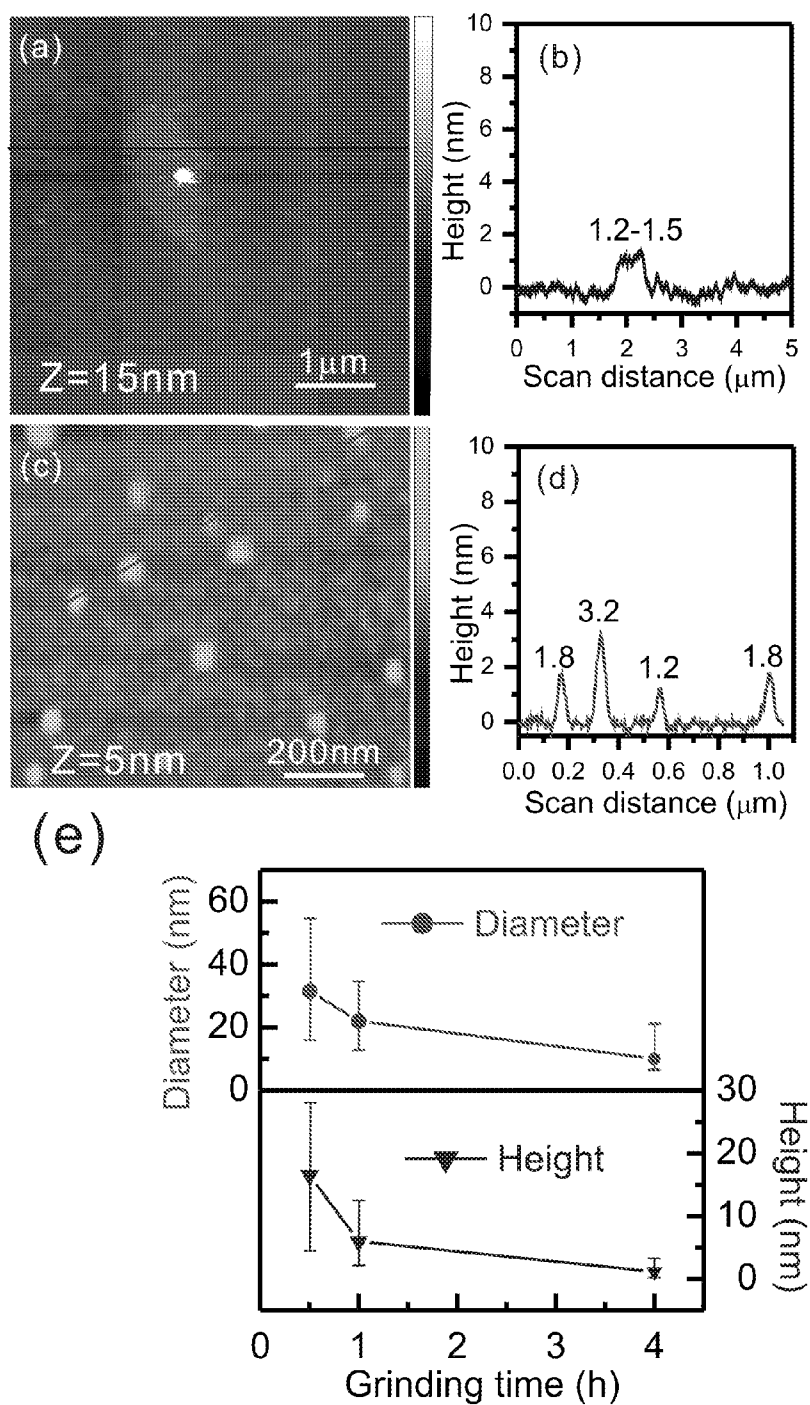 (a)
Z=15nm
1μm
(b)
Height (nm)
10
8
6
4
2
0
1.2-1.5
0 1 2 3 4 5
Scan distance (μm)
(c)
Z=5nm
200nm
(d)
Height (nm)
10
8
6
4
2
0
1.8
3.2
1.2
1.8
0.0 0.2 0.4 0.6 0.8 1.0
Scan distance (μm)
(e)
Diameter (nm)
60
40
20
0
Diameter
Height (nm)
30
20
10
0
Height
0 1 2 3 4
Grinding time (h)